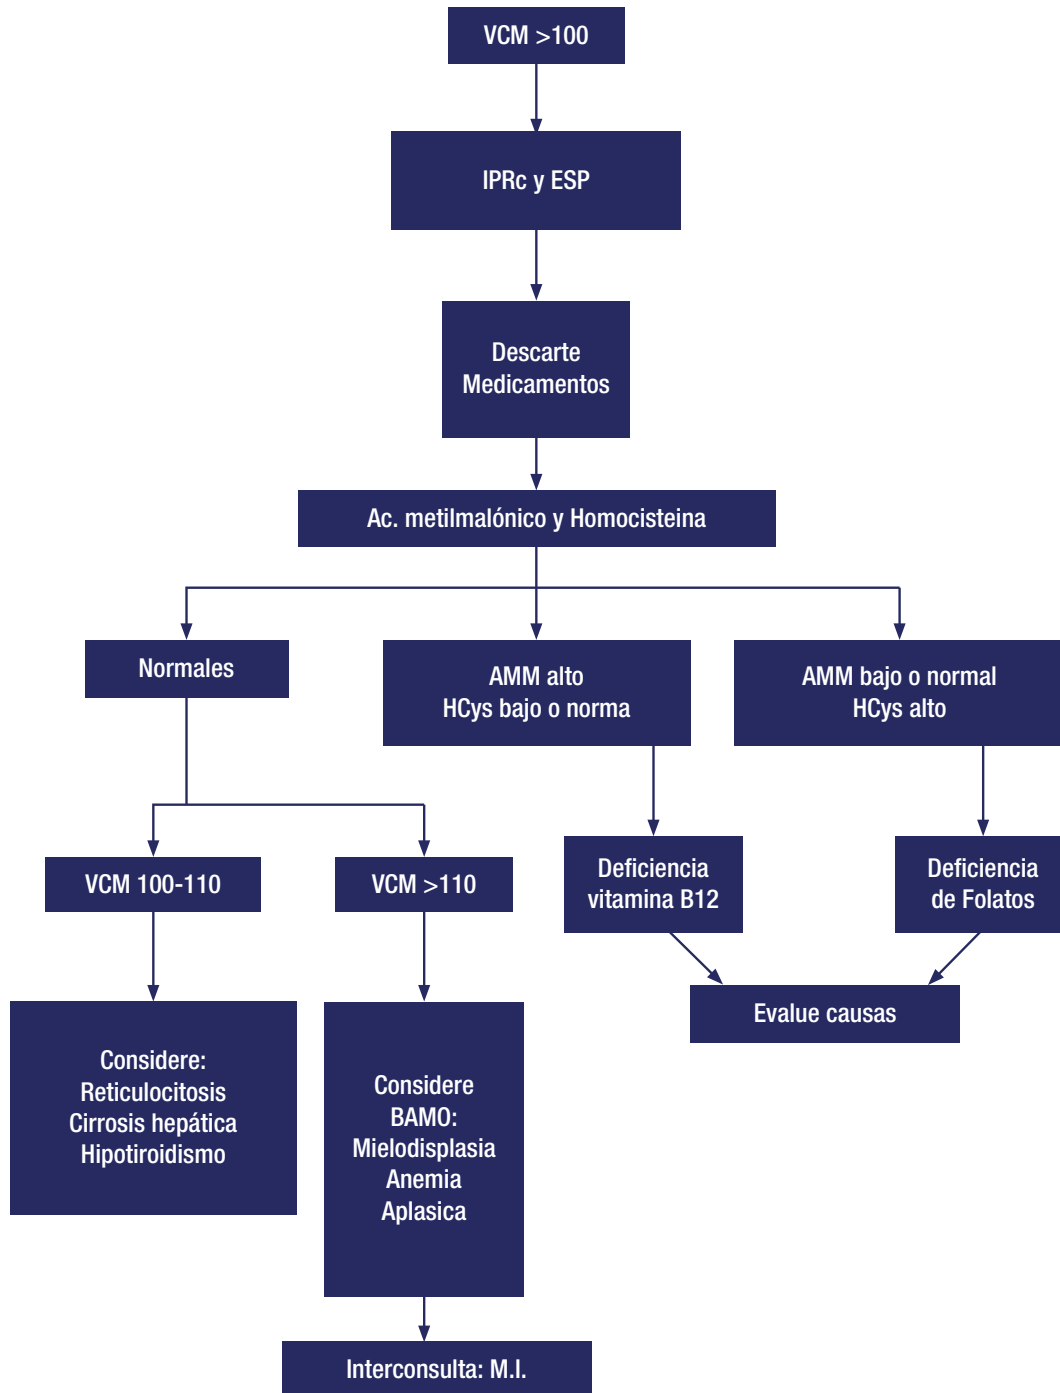 VCM >100
IPRc y ESP
Descarte
Medicamentos
Ac. metilmalónico y Homocisteina
Normales
AMM alto
HCys bajo o norma
AMM bajo o normal
HCys alto
VCM 100-110
VCM >110
Deficiencia
vitamina B12
Deficiencia
de Folatos
Evalue causas
Considere:
Reticulocitosis
Cirrosis hepática
Hipotiroidismo
Considere
BAMO:
Mielodisplasia
Anemia
Aplasica
Interconsulta: M.I.